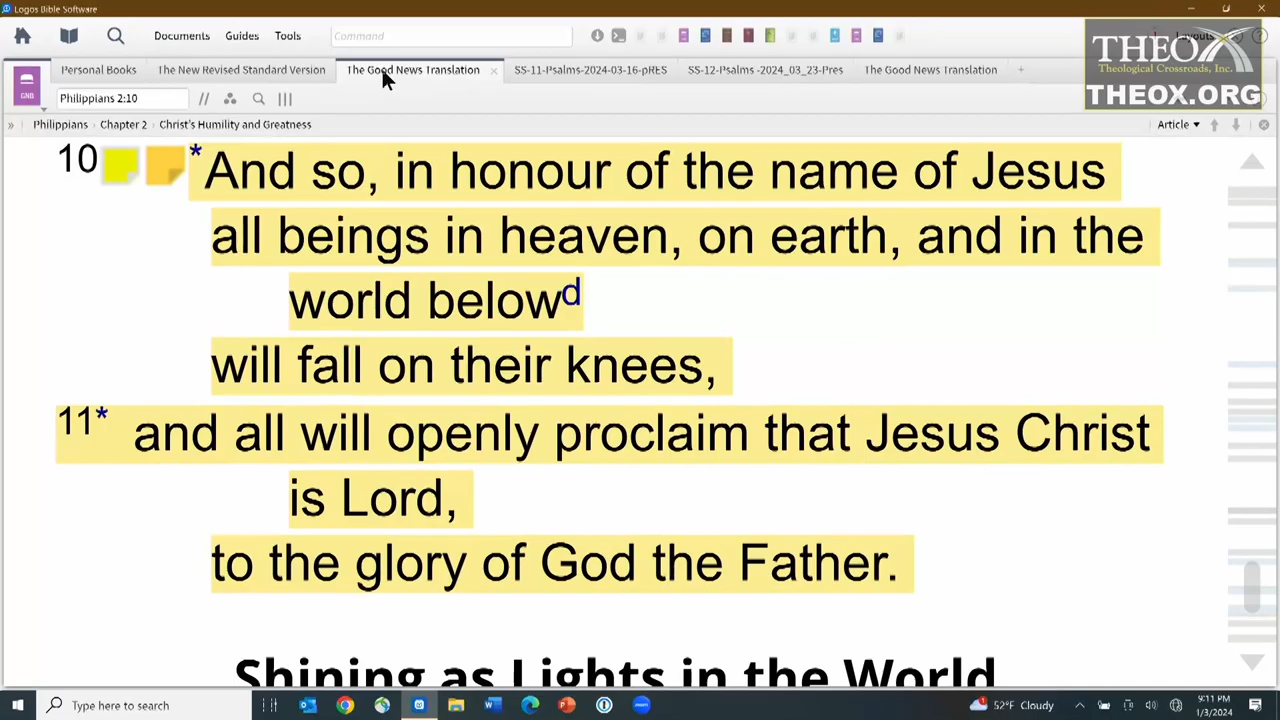 Logos Bible Software
Documents Guides Tools Command Layouts
THEOX
Theological Crossroads, Inc.
THEOX.ORG
Personal Books The New Revised Standard Version The Good News Translation SS-11-Psalms-2024-03-16-pRES SS-12-Psalms-2024_03_23-Pres The Good News Translation
GNB
Philippians 2:10
Philippians Chapter 2 Christ's Humility and Greatness Article
10 * And so, in honour of the name of Jesus
all beings in heaven, on earth, and in the
world below d
will fall on their knees,
11 * and all will openly proclaim that Jesus Christ
is Lord,
to the glory of God the Father.
Shining as Lights in the World
Type here to search 52°F Cloudy 9:11 PM
1/3/2024